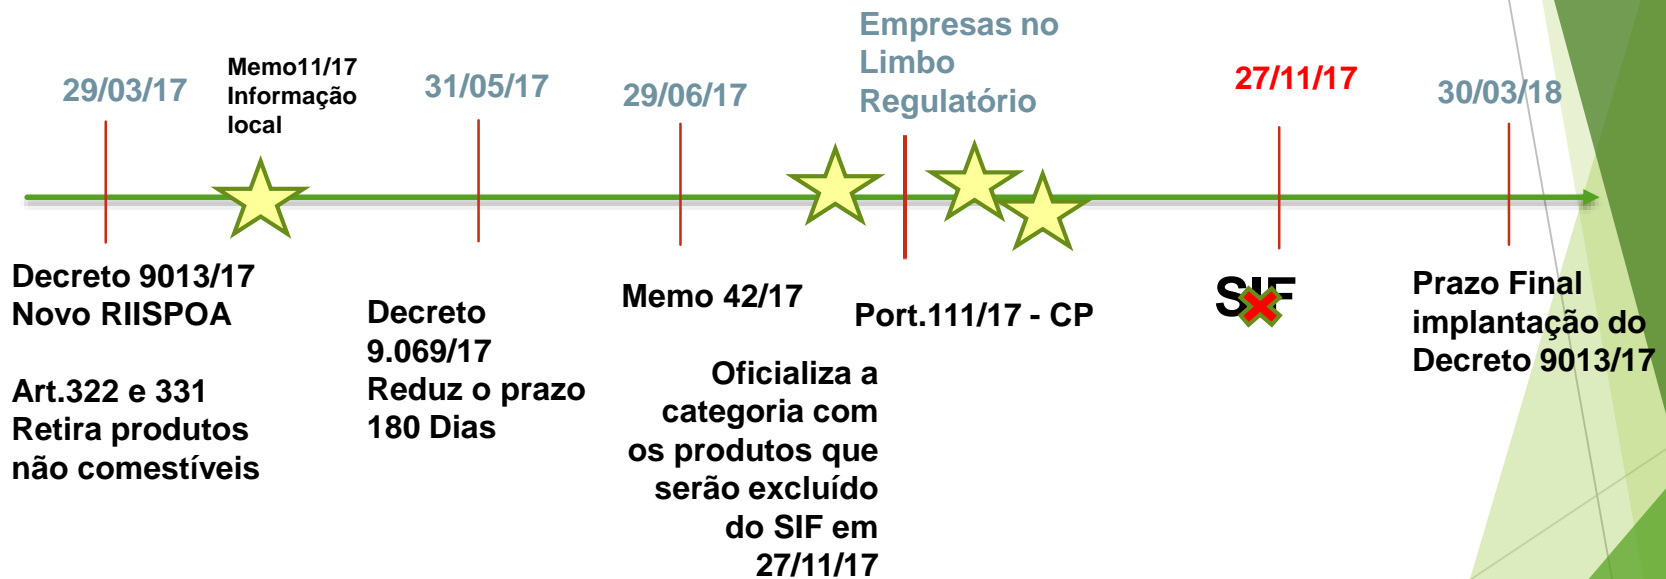 29/03/17
Memo11/17
Informação
local
31/05/17
29/06/17
Empresas no
Limbo
Regulatório
27/11/17
30/03/18
Decreto 9013/17
Novo RIISPOA
Art.322 e 331
Retira produtos
não comestíveis
Decreto
9.069/17
Reduz o prazo
180 Dias
Memo 42/17
Oficializa a
categoria com
os produtos que
serão excluído
do SIF em
27/11/17
Port.111/17 - CP
SIF
Prazo Final
implantação do
Decreto 9013/17